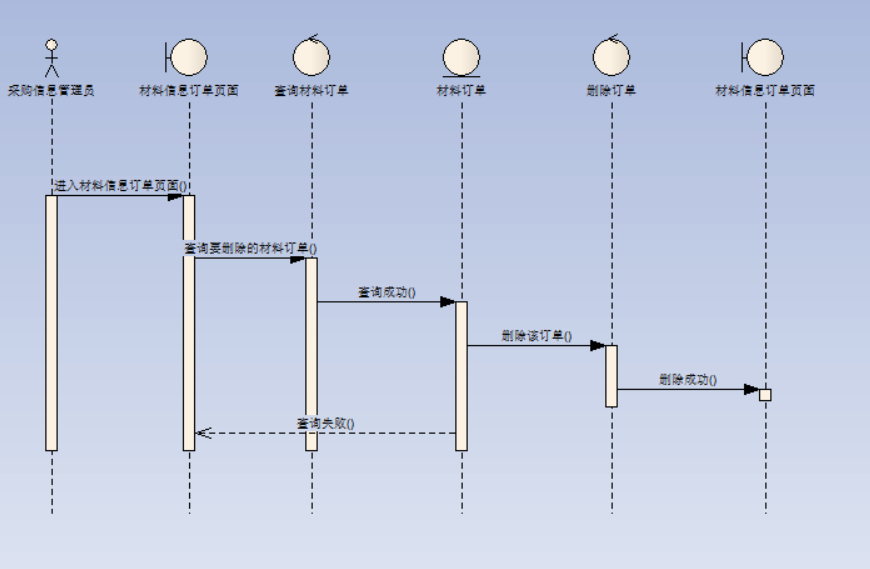 采购信息管理员
材料信息订单页面
查询材料订单
材料订单
删除订单
材料信息订单页面
进入材料信息订单页面()
查询要删除的材料订单()
查询成功()
删除该订单()
删除成功()
查询失败()